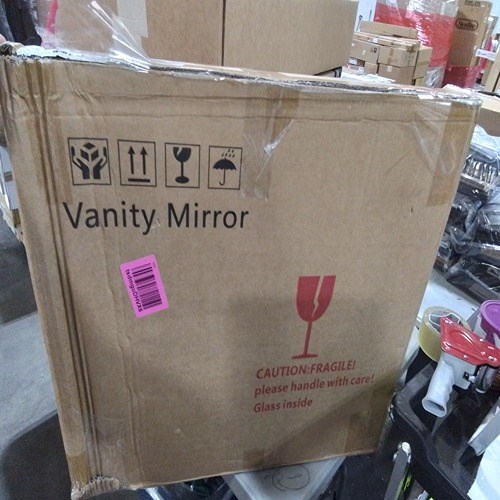 Vanity Mirror
CAUTION:FRAGILE!
please handle with care!
Glass inside